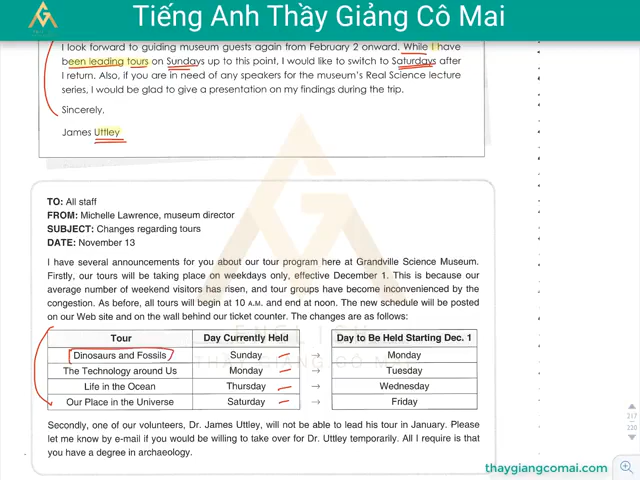 Tiếng Anh Thầy Giảng Cô Mai
I look forward to guiding museum guests again from February 2 onward. While I have
been leading tours on Sundays up to this point, I would like to switch to Saturdays after
I return. Also, if you are in need of any speakers for the museum's Real Science lecture
series, I would be glad to give a presentation on my findings during the trip.
Sincerely,
James Uttley
TO: All staff
FROM: Michelle Lawrence, museum director
SUBJECT: Changes regarding tours
DATE: November 13
I have several announcements for you about our tour program here at Grandville Science Museum.
Firstly, our tours will be taking place on weekdays only, effective December 1. This is because our
average number of weekend visitors has risen, and tour groups have become inconvenienced by the
congestion. As before, all tours will begin at 10 A.M. and end at noon. The new schedule will be posted
on our Web site and on the wall behind our ticket counter. The changes are as follows:
Tour Day Currently Held Day to Be Held Starting Dec. 1
Dinosaurs and Fossils Sunday → Monday
The Technology around Us Monday → Tuesday
Life in the Ocean Thursday → Wednesday
Our Place in the Universe Saturday → Friday
Secondly, one of our volunteers, Dr. James Uttley, will not be able to lead his tour in January. Please
let me know by e-mail if you would be willing to take over for Dr. Uttley temporarily. All I require is that
you have a degree in archaeology.
ENGLISH
THẦY GIẢNG CÔ MAI
217
220
thaygiangcomai.com